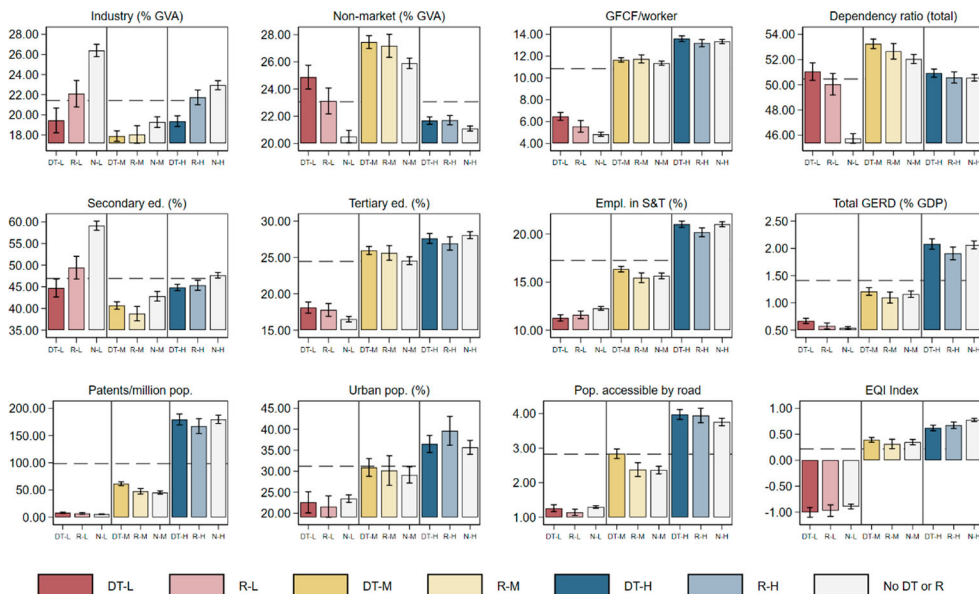 Industry (% GVA)
Non-market (% GVA)
GFCF/worker
Dependency ratio (total)
28.00
26.00
24.00
22.00
20.00
18.00
DT-L R-L N-L DT-M R-M N-M DT-H R-H N-H
28.00
26.00
24.00
22.00
20.00
DT-L R-L N-L DT-M R-M N-M DT-H R-H N-H
14.00
12.00
10.00
8.00
6.00
4.00
DT-L R-L N-L DT-M R-M N-M DT-H R-H N-H
54.00
52.00
50.00
48.00
46.00
DT-L R-L N-L DT-M R-M N-M DT-H R-H N-H
Secondary ed. (%)
Tertiary ed. (%)
Empl. in S&T (%)
Total GERD (% GDP)
60.00
55.00
50.00
45.00
40.00
35.00
DT-L R-L N-L DT-M R-M N-M DT-H R-H N-H
30.00
25.00
20.00
15.00
DT-L R-L N-L DT-M R-M N-M DT-H R-H N-H
20.00
15.00
10.00
DT-L R-L N-L DT-M R-M N-M DT-H R-H N-H
2.50
2.00
1.50
1.00
0.50
DT-L R-L N-L DT-M R-M N-M DT-H R-H N-H
Patents/million pop.
Urban pop. (%)
Pop. accessible by road
EQI Index
200.00
150.00
100.00
50.00
0.00
DT-L R-L N-L DT-M R-M N-M DT-H R-H N-H
45.00
40.00
35.00
30.00
25.00
20.00
DT-L R-L N-L DT-M R-M N-M DT-H R-H N-H
4.00
3.00
2.00
1.00
DT-L R-L N-L DT-M R-M N-M DT-H R-H N-H
1.00
0.50
0.00
-0.50
-1.00
DT-L R-L N-L DT-M R-M N-M DT-H R-H N-H
DT-L R-L DT-M R-M DT-H R-H No DT or R